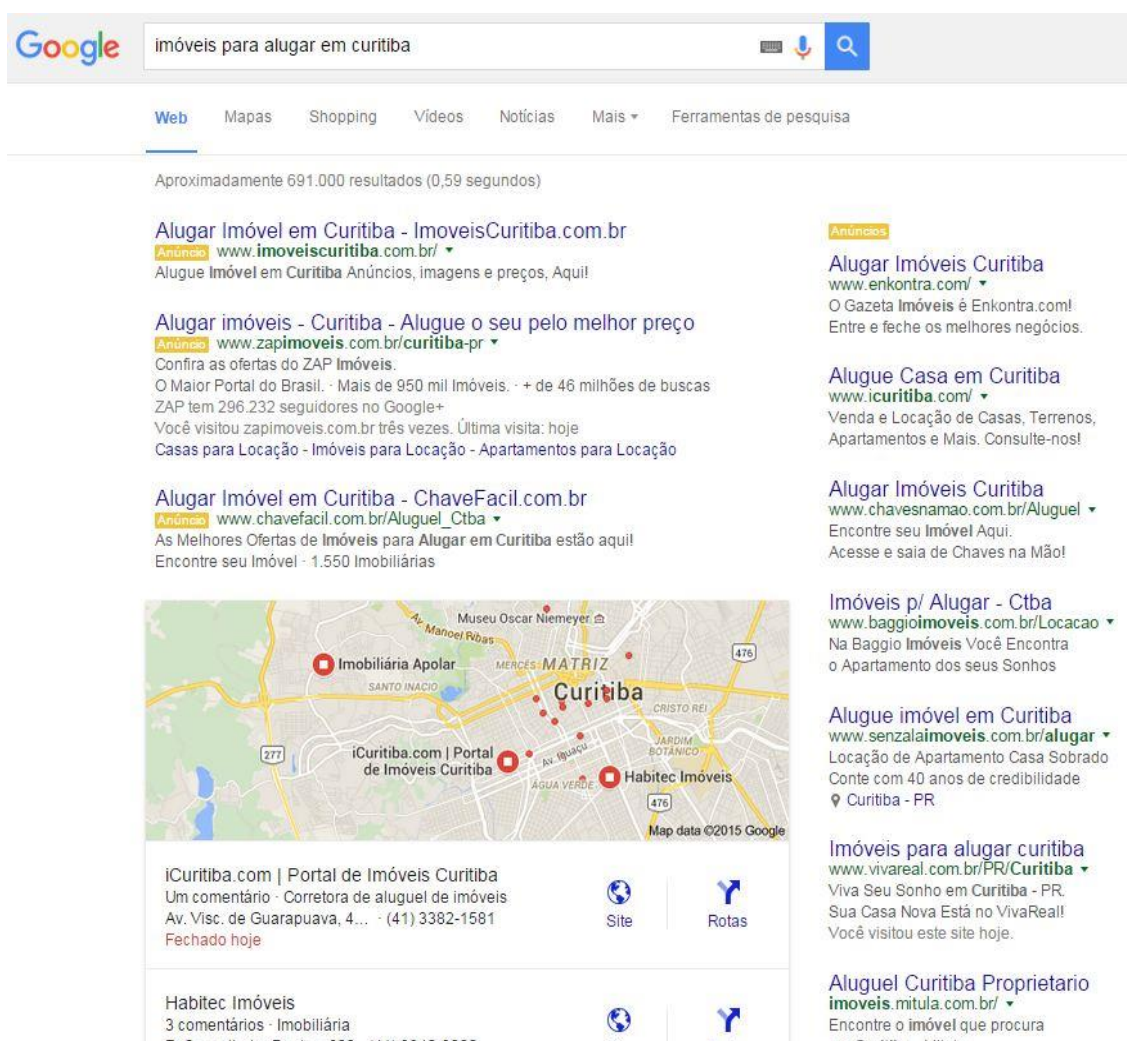 Google
imóveis para alugar em curitiba
Web Mapas Shopping Vídeos Notícias Mais Ferramentas de pesquisa
Aproximadamente 691.000 resultados (0,59 segundos)
Alugar Imóvel em Curitiba - ImoveisCuritiba.com.br
Anúncio www.imoveiscuritiba.com.br/
Alugue Imóvel em Curitiba Anúncios, imagens e preços, Aqui!
Alugar imóveis - Curitiba - Alugue o seu pelo melhor preço
Anúncio www.zapimoveis.com.br/curitiba-pr
Confira as ofertas do ZAP Imóveis.
O Maior Portal do Brasil. · Mais de 950 mil Imóveis. · + de 46 milhões de buscas
ZAP tem 296.232 seguidores no Google+
Você visitou zapimoveis.com.br três vezes. Última visita: hoje
Casas para Locação - Imóveis para Locação - Apartamentos para Locação
Alugar Imóvel em Curitiba - ChaveFacil.com.br
Anúncio www.chavefacil.com.br/Aluguel_Ctba
As Melhores Ofertas de Imóveis para Alugar em Curitiba estão aqui!
Encontre seu Imóvel · 1.550 Imobiliárias
Museu Oscar Niemeyer
Manoel Ribas
Imobiliária Apolar
MERCÊS
MATRIZ
476
SANTO INACIO
Curitiba
CRISTO REI
277
iCuritiba.com | Portal
de Imóveis Curitiba
Av. Iguaçu
JARDIM
BOTÂNICO
ÁGUA VERDE
Habitec Imóveis
476
Map data ©2015 Google
iCuritiba.com | Portal de Imóveis Curitiba
Um comentário · Corretora de aluguel de imóveis
Av. Visc. de Guarapuava, 4... · (41) 3382-1581
Fechado hoje
Site
Rotas
Habitec Imóveis
3 comentários · Imobiliária
Anúncios
Alugar Imóveis Curitiba
www.enkontra.com/
O Gazeta Imóveis é Enkontra.com!
Entre e feche os melhores negócios.
Alugue Casa em Curitiba
www.icuritiba.com/
Venda e Locação de Casas, Terrenos,
Apartamentos e Mais. Consulte-nos!
Alugar Imóveis Curitiba
www.chavesnamao.com.br/Aluguel
Encontre seu Imóvel Aqui.
Acesse e saia de Chaves na Mão!
Imóveis p/ Alugar - Ctba
www.baggioimoveis.com.br/Locacao
Na Baggio Imóveis Você Encontra
o Apartamento dos seus Sonhos
Alugue imóvel em Curitiba
www.senzalaimoveis.com.br/alugar
Locação de Apartamento Casa Sobrado
Conte com 40 anos de credibilidade
Curitiba - PR
Imóveis para alugar curitiba
www.vivareal.com.br/PR/Curitiba
Viva Seu Sonho em Curitiba - PR.
Sua Casa Nova Está no VivaReal!
Você visitou este site hoje.
Aluguel Curitiba Proprietario
imoveis.mitula.com.br/
Encontre o imóvel que procura